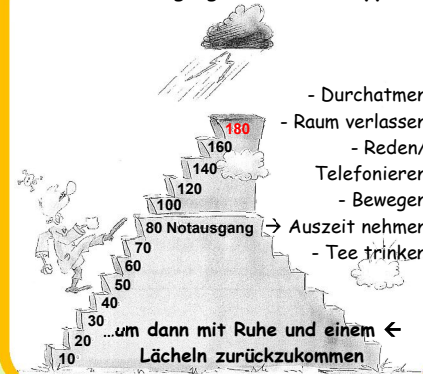 180
- Durchatmen
160
- Raum verlassen
140
- Reden/
120
Telefonieren
100
- Bewegen
80 Notausgang → Auszeit nehmen
70
- Tee trinken
60
50
40
30
20 ...um dann mit Ruhe und einem ←
10 Lächeln zurückzukommen